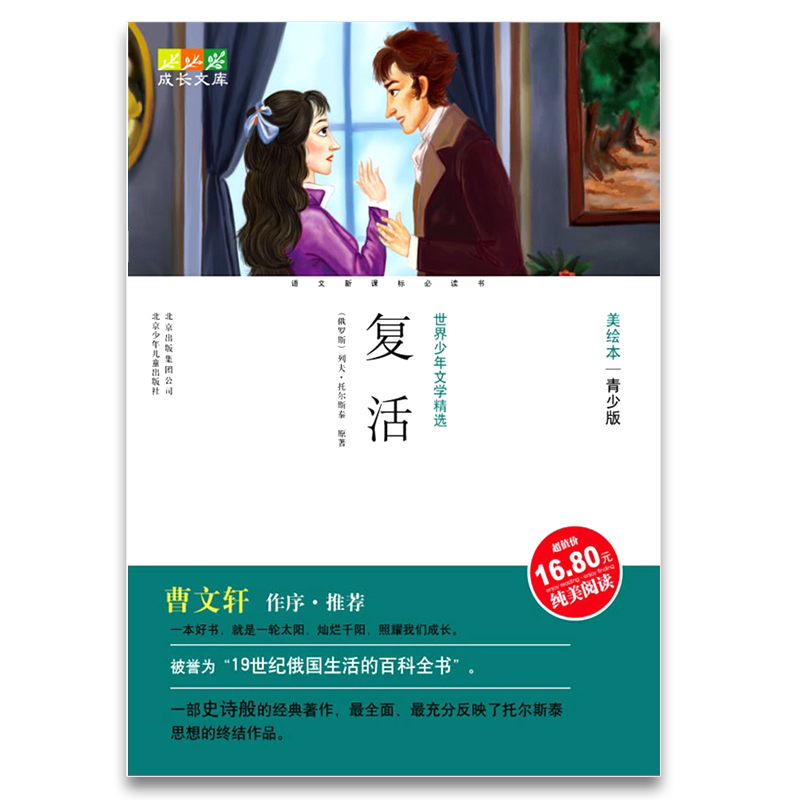 成长文库
语文新课标必读书
美绘本|青少版
世界少年文学精选
复活
(俄罗斯)列夫·托尔斯泰 原著
北京出版集团公司
北京少年儿童出版社
超值价
16.80元
enjoy reading · enjoy finding
纯美阅读
曹文轩 作序·推荐
一本好书,就是一轮太阳,灿烂千阳,照耀我们成长。
被誉为“19世纪俄国生活的百科全书”。
一部史诗般的经典著作,最全面、最充分反映了托尔斯泰
思想的终结作品。